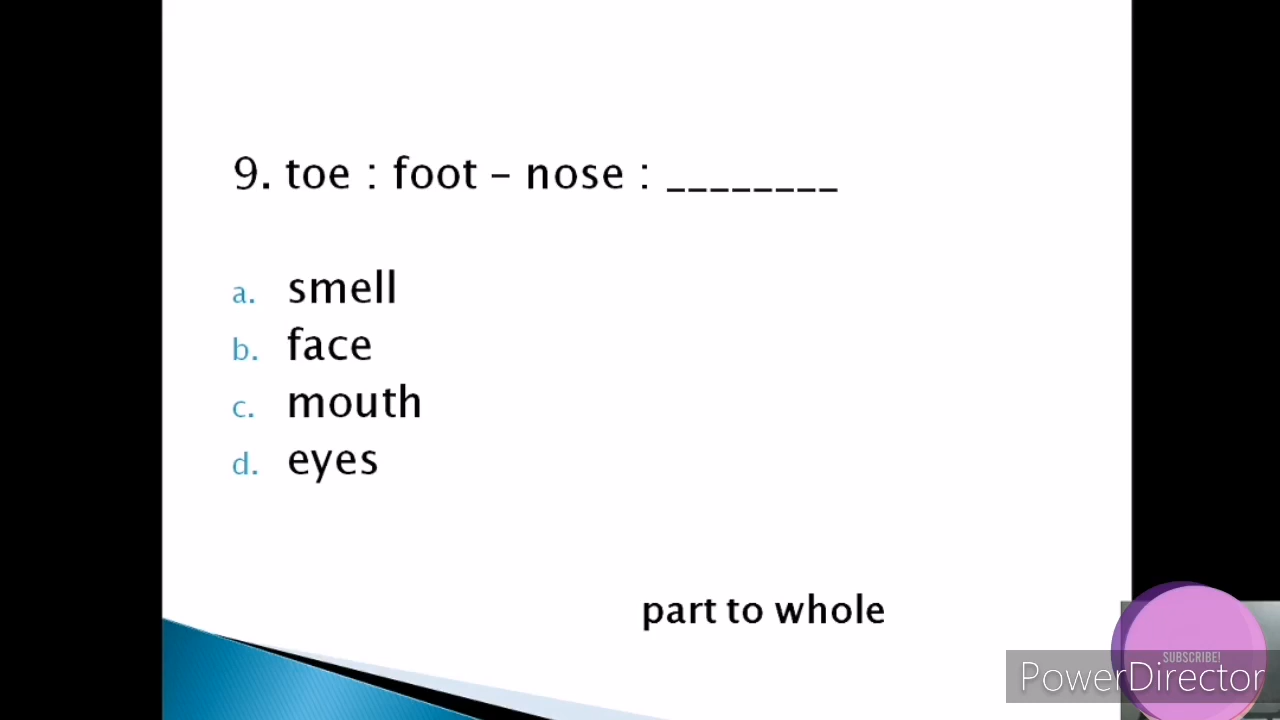 9. toe : foot – nose : ________
a. smell
b. face
c. mouth
d. eyes
part to whole
SUBSCRIBE!
PowerDirector